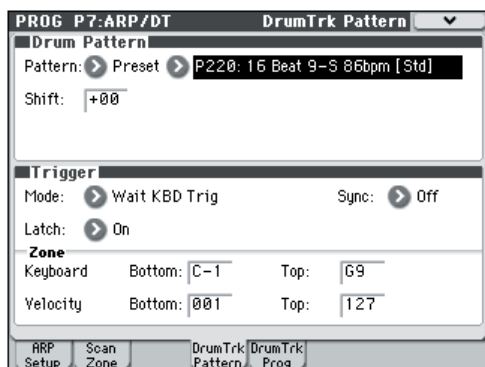 PROG P7:ARP/DT DrumTrk Pattern
Drum Pattern
Pattern: Preset P220: 16 Beat 9-S 86bpm [Std]
Shift: +00
Trigger
Mode: Wait KBD Trig Sync: Off
Latch: On
Zone
Keyboard Bottom: C-1 Top: G9
Velocity Bottom: 001 Top: 127
ARP Setup
Scan Zone
DrumTrk Pattern
DrumTrk Prog